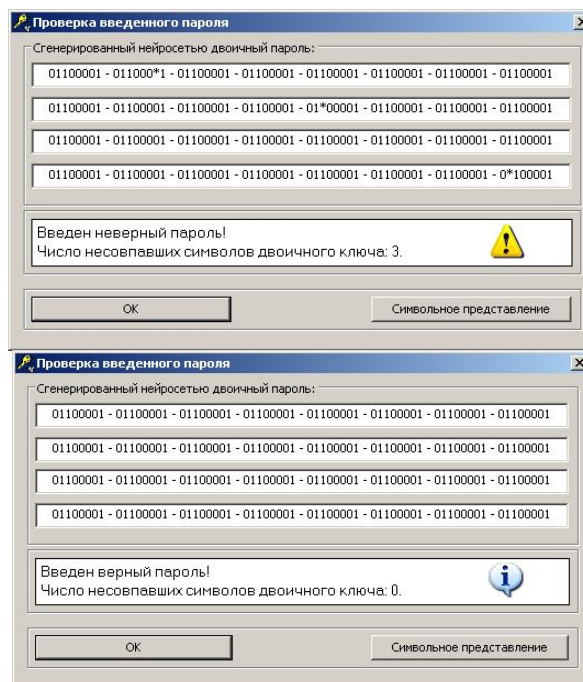 Проверка введенного пароля
Сгенерированный нейросетью двоичный пароль:
01100001 - 011000*1 - 01100001 - 01100001 - 01100001 - 01100001 - 01100001 - 01100001
01100001 - 01100001 - 01100001 - 01100001 - 01*00001 - 01100001 - 01100001 - 01100001
01100001 - 01100001 - 01100001 - 01100001 - 01100001 - 01100001 - 01100001 - 01100001
01100001 - 01100001 - 01100001 - 01100001 - 01100001 - 01100001 - 01100001 - 0*100001
Введен неверный пароль!
Число несовпавших символов двоичного ключа: 3.
OK
Символьное представление
Проверка введенного пароля
Сгенерированный нейросетью двоичный пароль:
01100001 - 01100001 - 01100001 - 01100001 - 01100001 - 01100001 - 01100001 - 01100001
01100001 - 01100001 - 01100001 - 01100001 - 01100001 - 01100001 - 01100001 - 01100001
01100001 - 01100001 - 01100001 - 01100001 - 01100001 - 01100001 - 01100001 - 01100001
01100001 - 01100001 - 01100001 - 01100001 - 01100001 - 01100001 - 01100001 - 01100001
Введен верный пароль!
Число несовпавших символов двоичного ключа: 0.
OK
Символьное представление